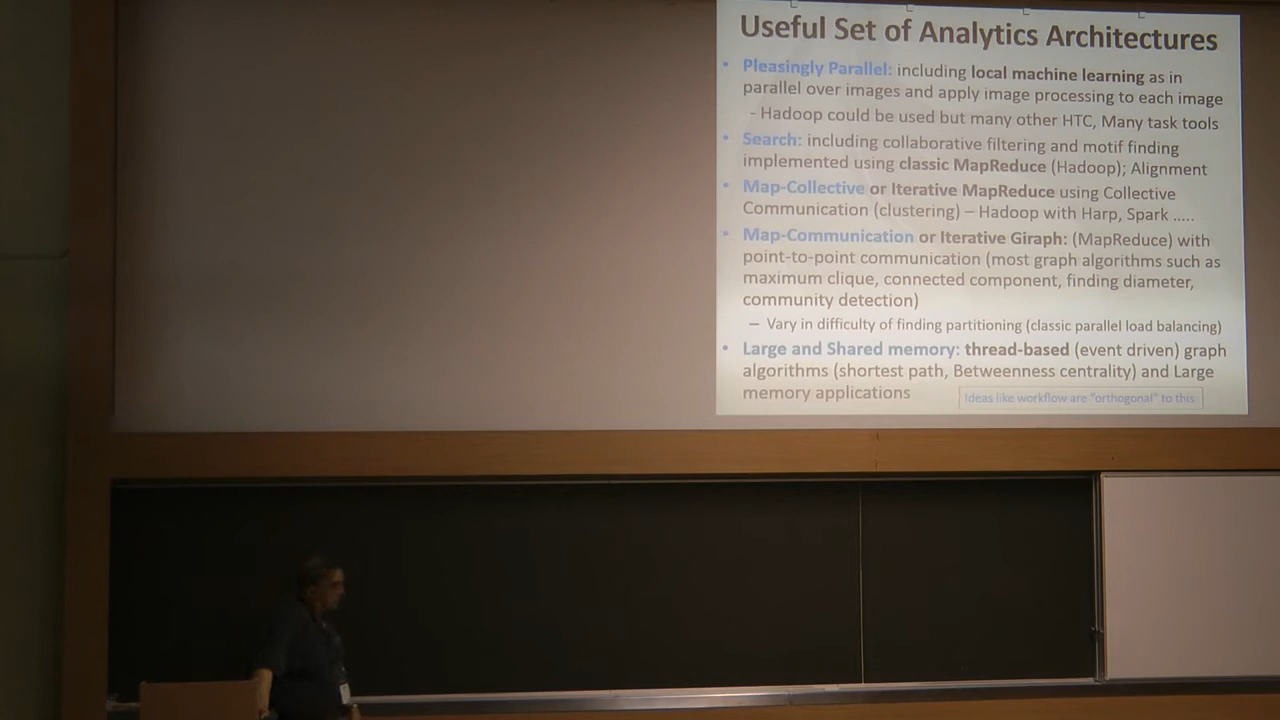 Useful Set of Analytics Architectures
• Pleasingly Parallel: including local machine learning as in
parallel over images and apply image processing to each image
- Hadoop could be used but many other HTC, Many task tools
• Search: including collaborative filtering and motif finding
implemented using classic MapReduce (Hadoop); Alignment
• Map-Collective or Iterative MapReduce using Collective
Communication (clustering) – Hadoop with Harp, Spark .....
• Map-Communication or Iterative Giraph: (MapReduce) with
point-to-point communication (most graph algorithms such as
maximum clique, connected component, finding diameter,
community detection)
– Vary in difficulty of finding partitioning (classic parallel load balancing)
• Large and Shared memory: thread-based (event driven) graph
algorithms (shortest path, Betweenness centrality) and Large
memory applications
Ideas like workflow are "orthogonal" to this